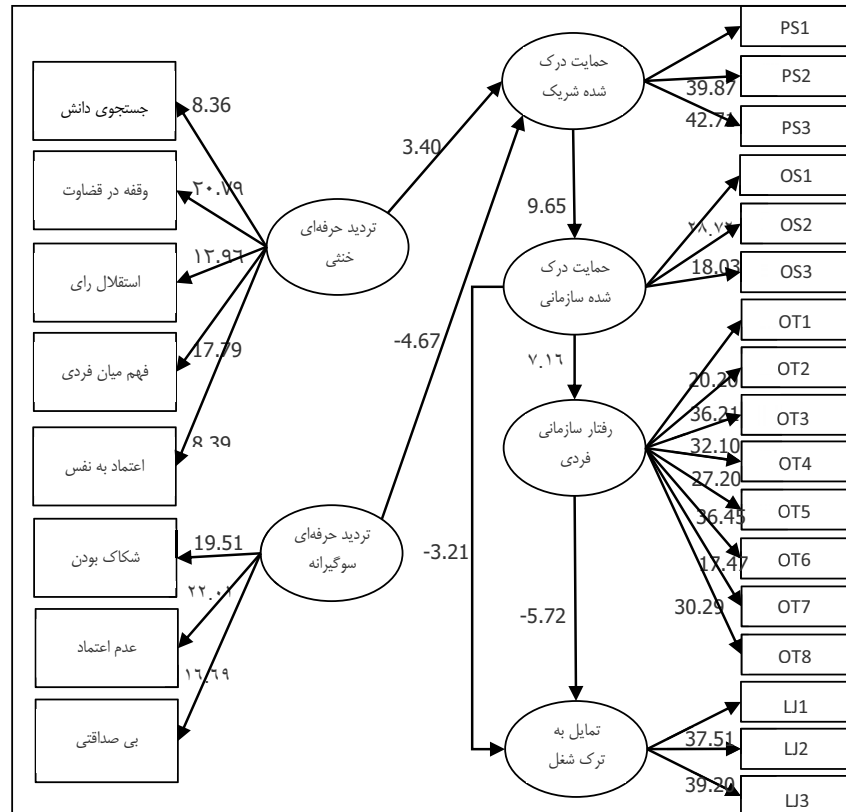 PS1
PS2
PS3
39.87
42.71
حمایت درک
شده شریک
جستجوی دانش
8.36
3.40
وقفه در قضاوت
۲۰.۷۹
OS1
OS2
OS3
18.03
9.65
تردید حرفه‌ای
خنثی
استقلال رای
۱۲.۹۶
حمایت درک
شده سازمانی
فهم میان فردی
17.79
-4.67
۷.۱۶
OT1
OT2
OT3
OT4
OT5
OT6
OT7
OT8
20.20
36.21
32.10
27.20
36.45
17.47
30.29
رفتار سازمانی
فردی
اعتماد به نفس
8.39
تردید حرفه‌ای
سوگیرانه
شکاک بودن
19.51
-3.21
عدم اعتماد
۲۲.۰۱
-5.72
بی صداقتی
۱۶.۶۹
تمایل به
ترک شغل
LJ1
LJ2
LJ3
37.51
39.20